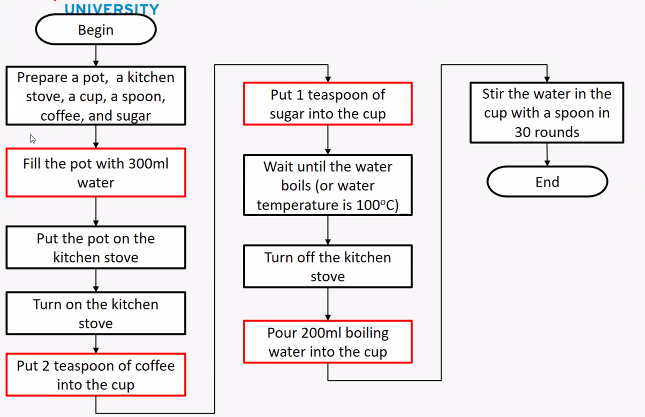 UNIVERSITY
Begin
Prepare a pot, a kitchen
stove, a cup, a spoon,
coffee, and sugar
Fill the pot with 300ml
water
Put the pot on the
kitchen stove
Turn on the kitchen
stove
Put 2 teaspoon of coffee
into the cup
Put 1 teaspoon of
sugar into the cup
Wait until the water
boils (or water
temperature is 100°C)
Turn off the kitchen
stove
Pour 200ml boiling
water into the cup
Stir the water in the
cup with a spoon in
30 rounds
End